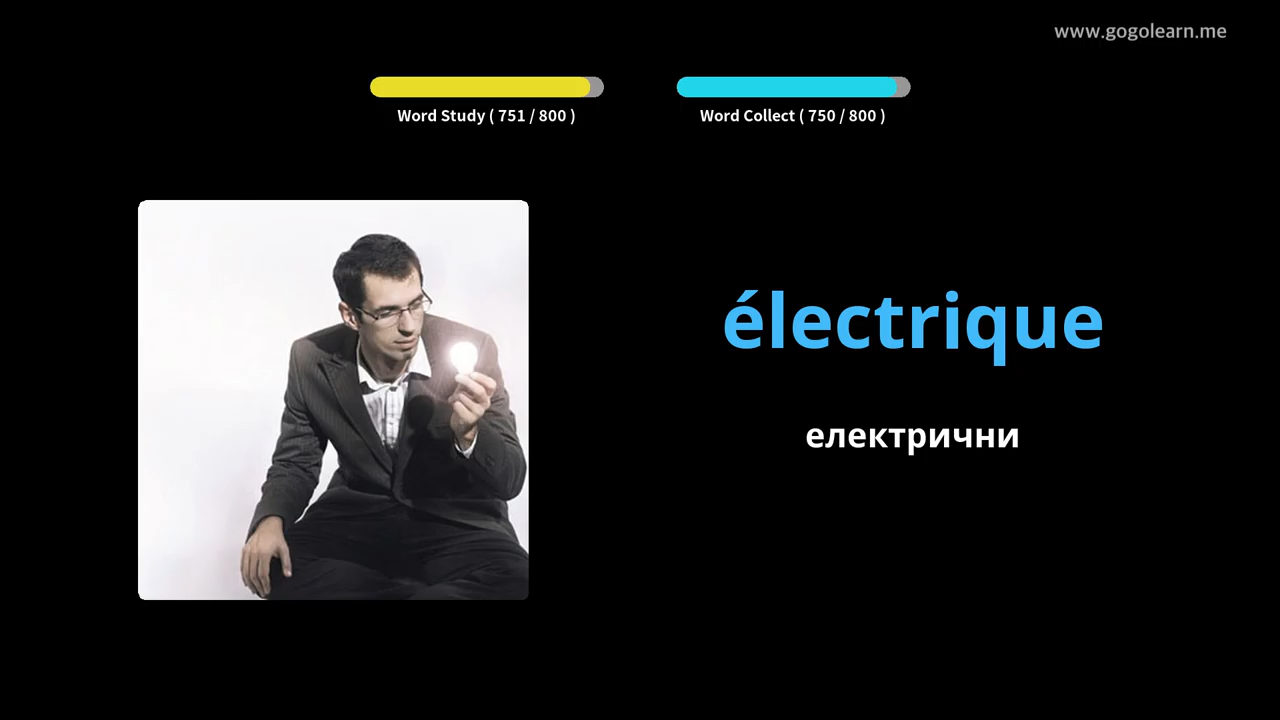 www.gogolearn.me
Word Study ( 751 / 800 )
Word Collect ( 750 / 800 )
électrique
електрични